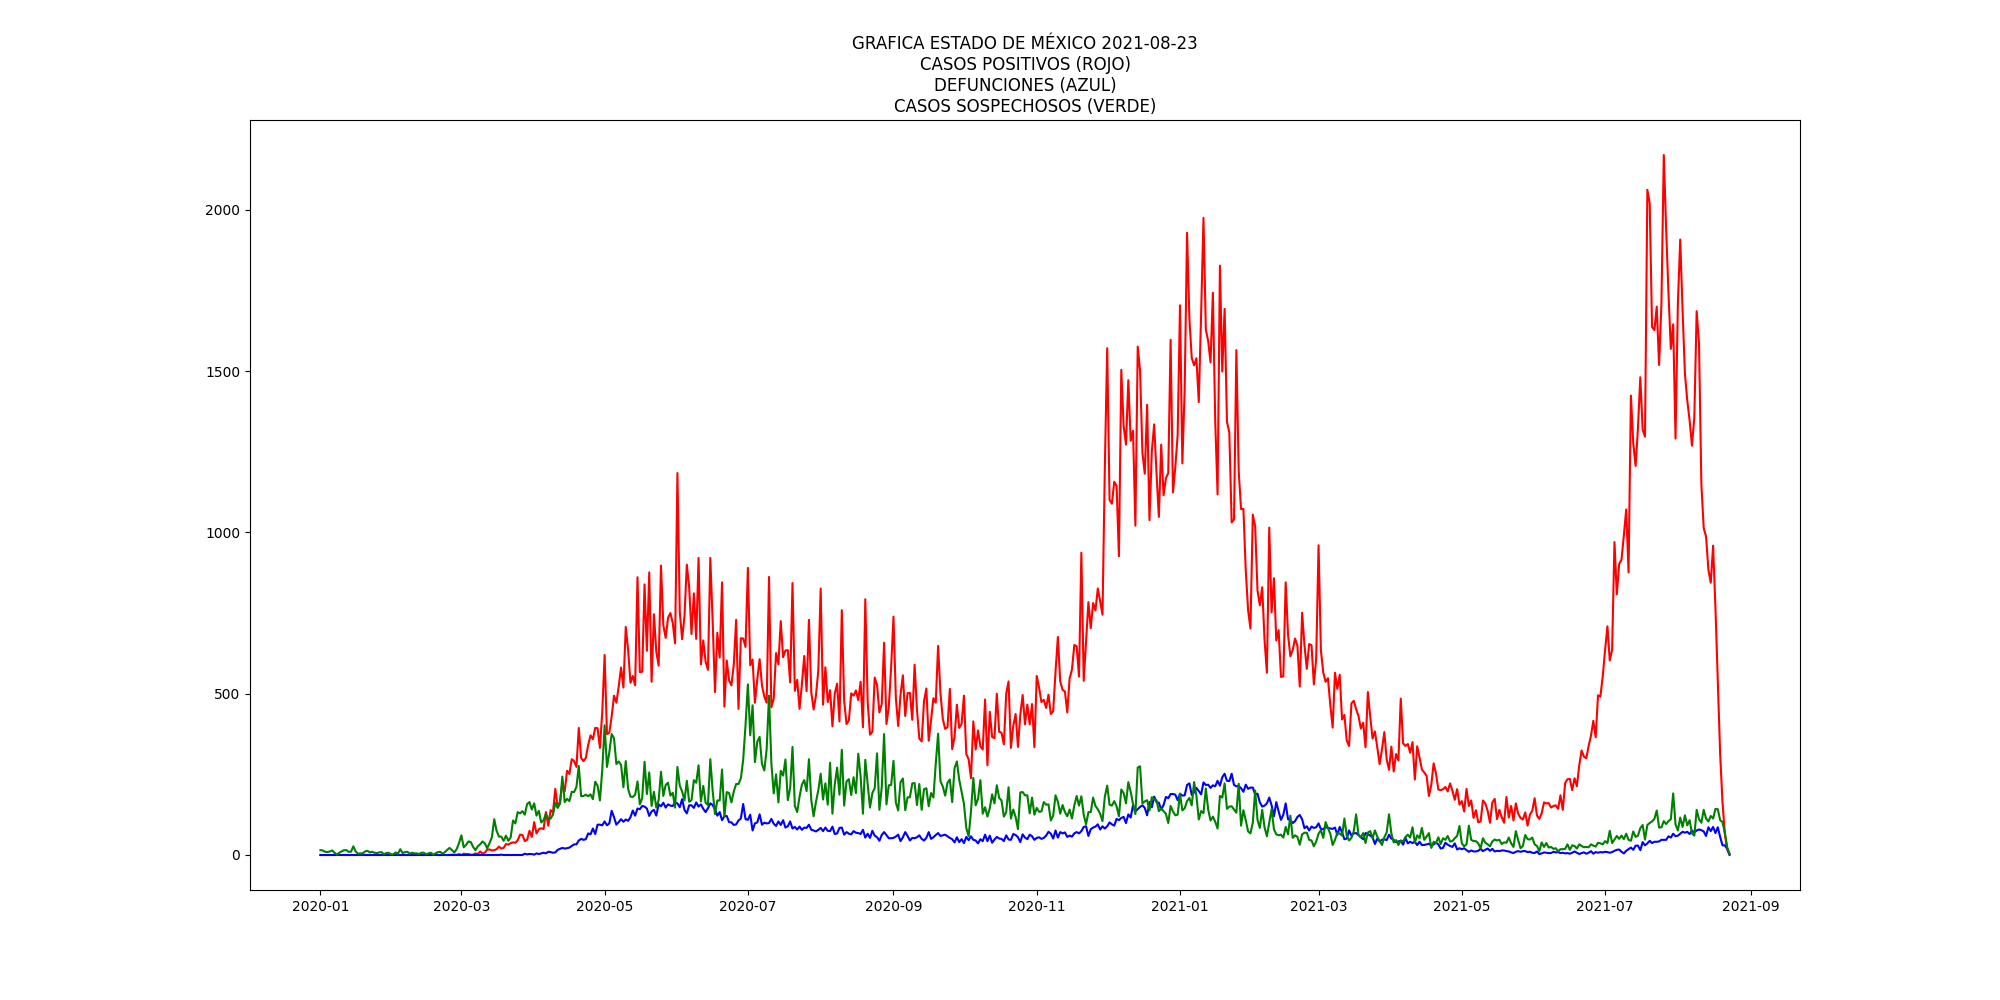 GRAFICA ESTADO DE MÉXICO 2021-08-23
CASOS POSITIVOS (ROJO)
DEFUNCIONES (AZUL)
CASOS SOSPECHOSOS (VERDE)
2000
1500
1000
500
0
2020-01 2020-03 2020-05 2020-07 2020-09 2020-11 2021-01 2021-03 2021-05 2021-07 2021-09